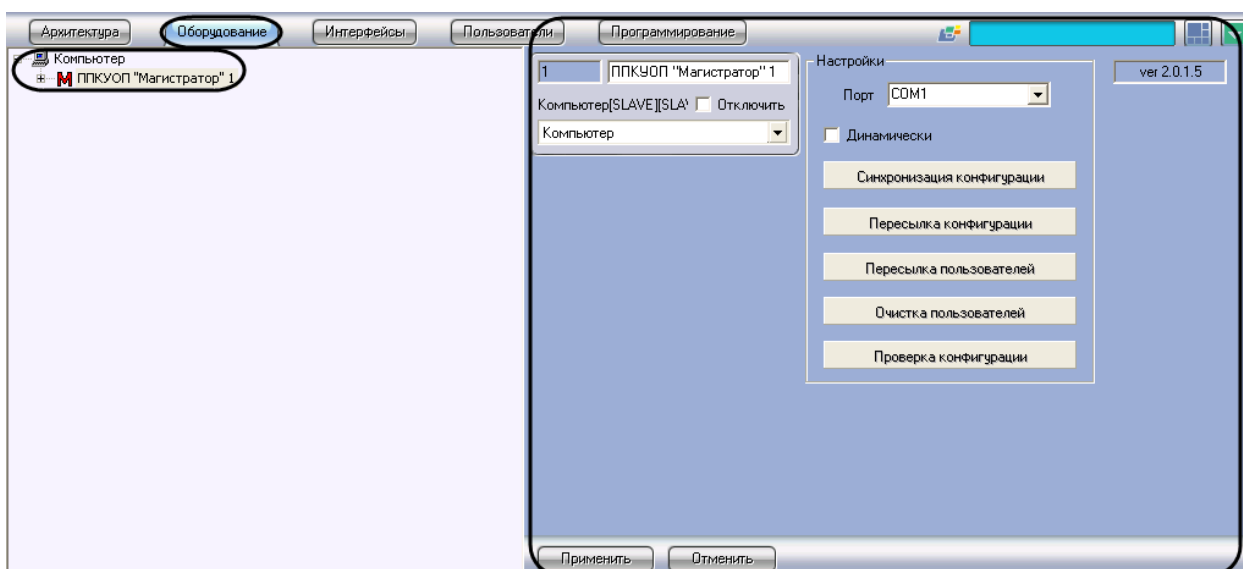 Архитектура
Оборудование
Интерфейсы
Пользователи
Программирование
Компьютер
ППКУОП "Магистратор" 1
1
ППКУОП "Магистратор" 1
Компьютер[SLAVE][SLA
Отключить
Компьютер
Настройки
Порт COM1
Динамически
Синхронизация конфигурации
Пересылка конфигурации
Пересылка пользователей
Очистка пользователей
Проверка конфигурации
ver 2.0.1.5
Применить
Отменить